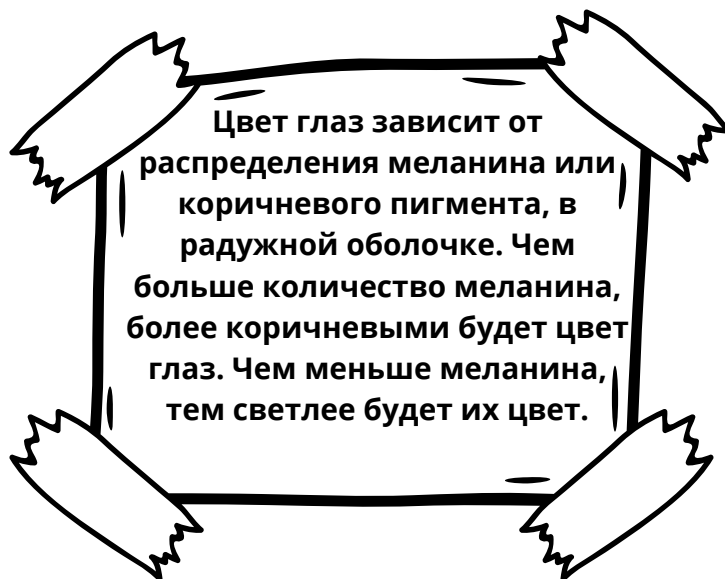 Цвет глаз зависит от
распределения меланина или
коричневого пигмента, в
радужной оболочке. Чем
больше количество меланина,
более коричневыми будет цвет
глаз. Чем меньше меланина,
тем светлее будет их цвет.